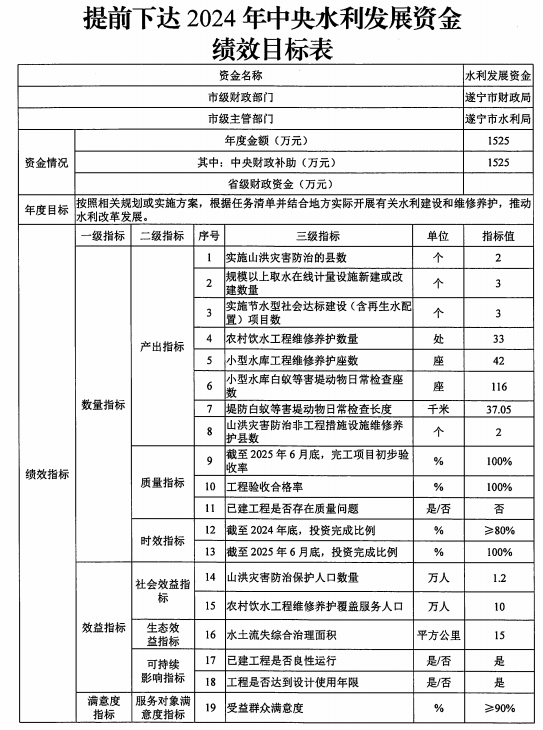 提前下达 2024 年中央水利发展资金
绩效目标表
资金名称 水利发展资金
市级财政部门 遂宁市财政局
市级主管部门 遂宁市水利局
资金情况
年度金额（万元） 1525
其中：中央财政补助（万元） 1525
省级财政资金（万元）
年度目标
按照相关规划或实施方案，根据任务清单并结合地方实际开展有关水利建设和维修养护，推动
水利改革发展。
绩效指标
一级指标 二级指标 序号 三级指标 单位 指标值
数量指标
产出指标
1 实施山洪灾害防治的县数 个 2
2 规模以上取水在线计量设施新建或改
建数量 个 3
3 实施节水型社会达标建设（含再生水配
置）项目数 个 3
4 农村饮水工程维修养护数量 处 33
5 小型水库工程维修养护座数 座 42
6 小型水库白蚁等害堤动物日常检查座
数 座 116
7 堤防白蚁等害堤动物日常检查长度 千米 37.05
8 山洪灾害防治非工程措施设施维修养
护县数 个 2
质量指标
9 截至 2025 年 6 月底，完工项目初步验
收率 % 100%
10 工程验收合格率 % 100%
11 已建工程是否存在质量问题 是/否 否
时效指标
12 截至 2024 年底，投资完成比例 % ≥80%
13 截至 2025 年 6 月底，投资完成比例 % 100%
效益指标
社会效益指
标
14 山洪灾害防治保护人口数量 万人 1.2
15 农村饮水工程维修养护覆盖服务人口 万人 10
生态效
益指标
16 水土流失综合治理面积 平方公里 15
可持续
影响指标
17 已建工程是否良性运行 是/否 是
18 工程是否达到设计使用年限 是/否 是
满意度
指标
服务对象满
意度指标
19 受益群众满意度 % ≥90%